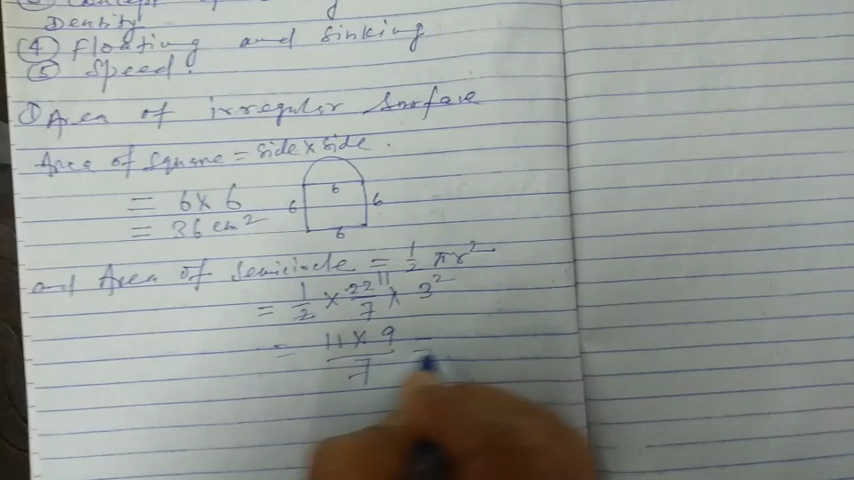 Density
④ floating and sinking
⑤ Speed.
① Area of irregular surface
Area of square = side × side.
= 6 × 6
= 36 cm²
6
6
6
6
and Area of semicircle = 1/2 πr²
= 1/2 × 22/7 × 3²
11
= 11 × 9/7 =